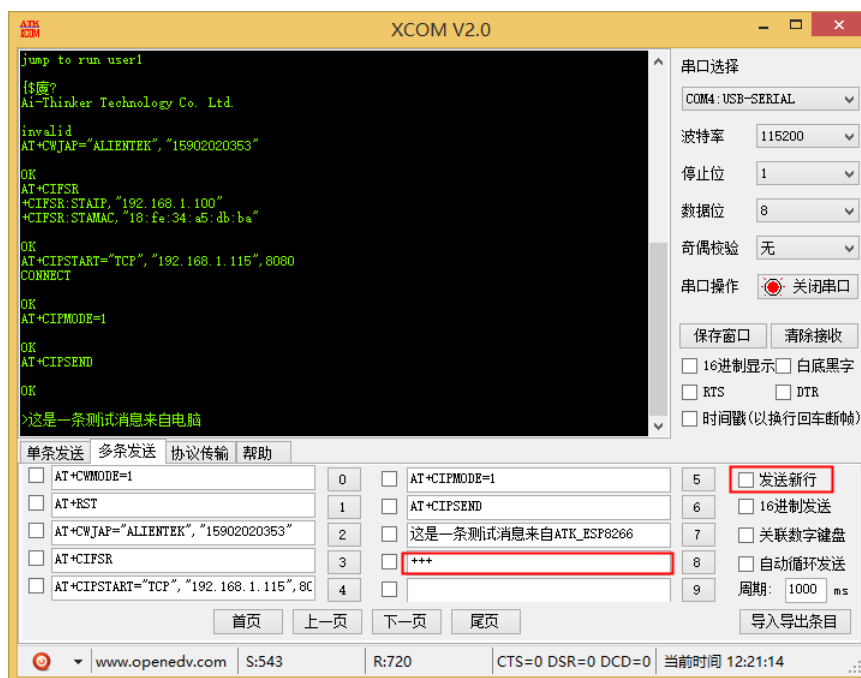 ATK
XCOM
XCOM V2.0
jump to run user1
{$廋?
Ai-Thinker Technology Co. Ltd.
invalid
AT+CWJAP="ALIENTEK","15902020353"
OK
AT+CIFSR
+CIFSR:STAIP,"192.168.1.100"
+CIFSR:STAMAC,"18:fe:34:a5:db:ba"
OK
AT+CIPSTART="TCP","192.168.1.115",8080
CONNECT
OK
AT+CIPMODE=1
OK
AT+CIPSEND
OK
>这是一条测试消息来自电脑
串口选择
COM4:USB-SERIAL
波特率 115200
停止位 1
数据位 8
奇偶校验 无
串口操作 关闭串口
保存窗口 清除接收
16进制显示 白底黑字
RTS DTR
时间戳(以换行回车断帧)
单条发送 多条发送 协议传输 帮助
AT+CWMODE=1 0 AT+CIPMODE=1 5 发送新行
AT+RST 1 AT+CIPSEND 6 16进制发送
AT+CWJAP="ALIENTEK","15902020353" 2 这是一条测试消息来自ATK_ESP8266 7 关联数字键盘
AT+CIFSR 3 +++ 8 自动循环发送
AT+CIPSTART="TCP","192.168.1.115",80 4 9 周期: 1000 ms
首页 上一页 下一页 尾页 导入导出条目
www.openedv.com S:543 R:720 CTS=0 DSR=0 DCD=0 当前时间 12:21:14